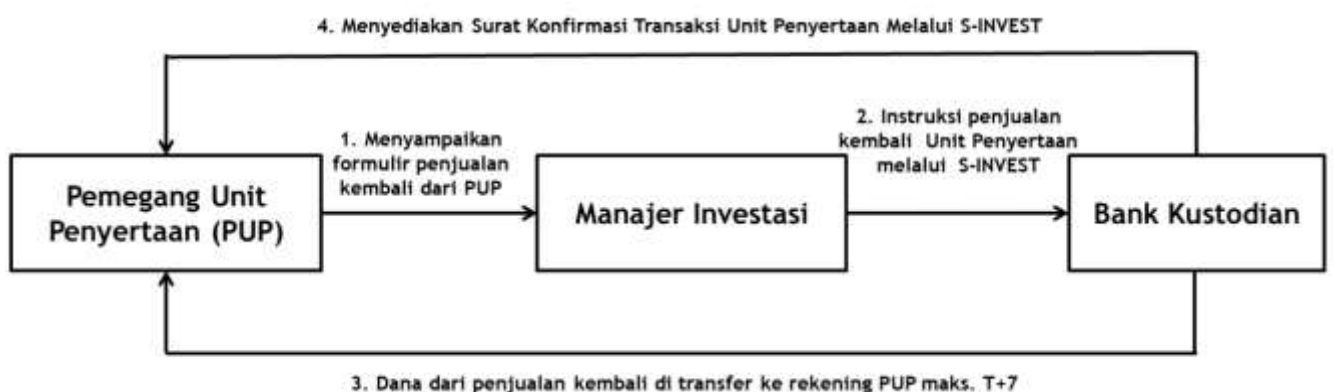 4. Menyediakan Surat Konfirmasi Transaksi Unit Penyertaan Melalui S-INVEST
1. Menyampaikan
formulir penjualan
kembali dari PUP
2. Instruksi penjualan
kembali Unit Penyertaan
melalui S-INVEST
Pemegang Unit
Penyertaan (PUP)
Manajer Investasi
Bank Kustodian
3. Dana dari penjualan kembali di transfer ke rekening PUP maks. T+7